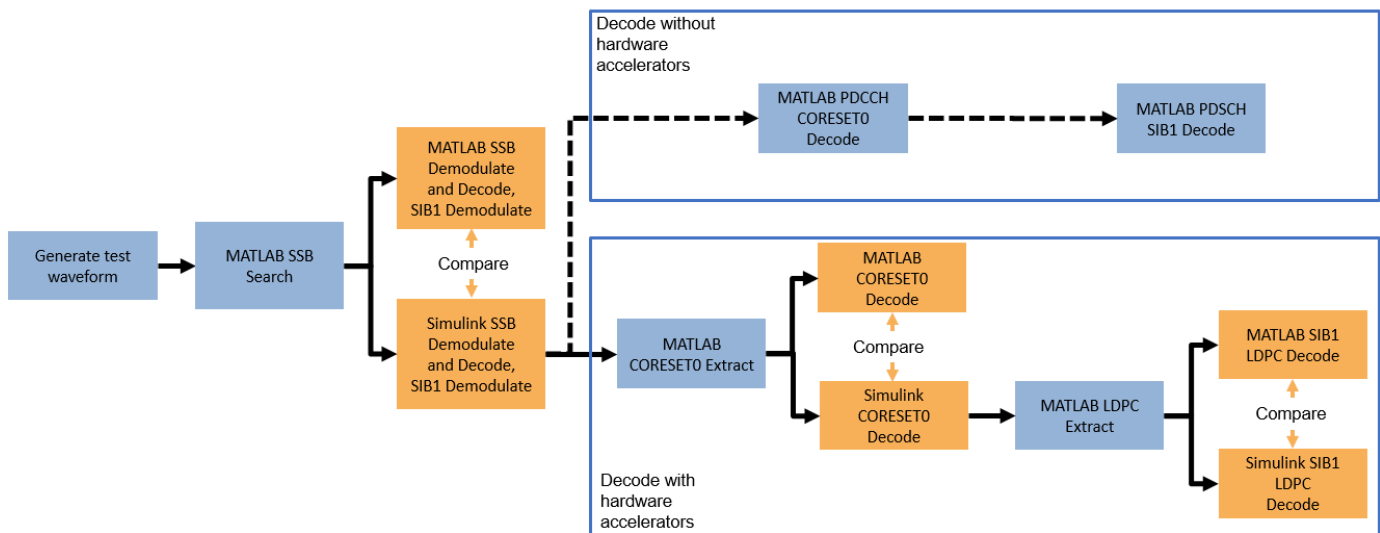 Decode without
hardware
accelerators
MATLAB PDCCH
CORESET0
Decode
MATLAB PDSCH
SIB1 Decode
Generate test
waveform
MATLAB SSB
Search
MATLAB SSB
Demodulate
and Decode,
SIB1 Demodulate
Compare
Simulink SSB
Demodulate
and Decode,
SIB1 Demodulate
MATLAB
CORESET0 Extract
MATLAB
CORESET0
Decode
Compare
Simulink
CORESET0
Decode
MATLAB LDPC
Extract
MATLAB SIB1
LDPC Decode
Compare
Simulink SIB1
LDPC
Decode
Decode with
hardware
accelerators